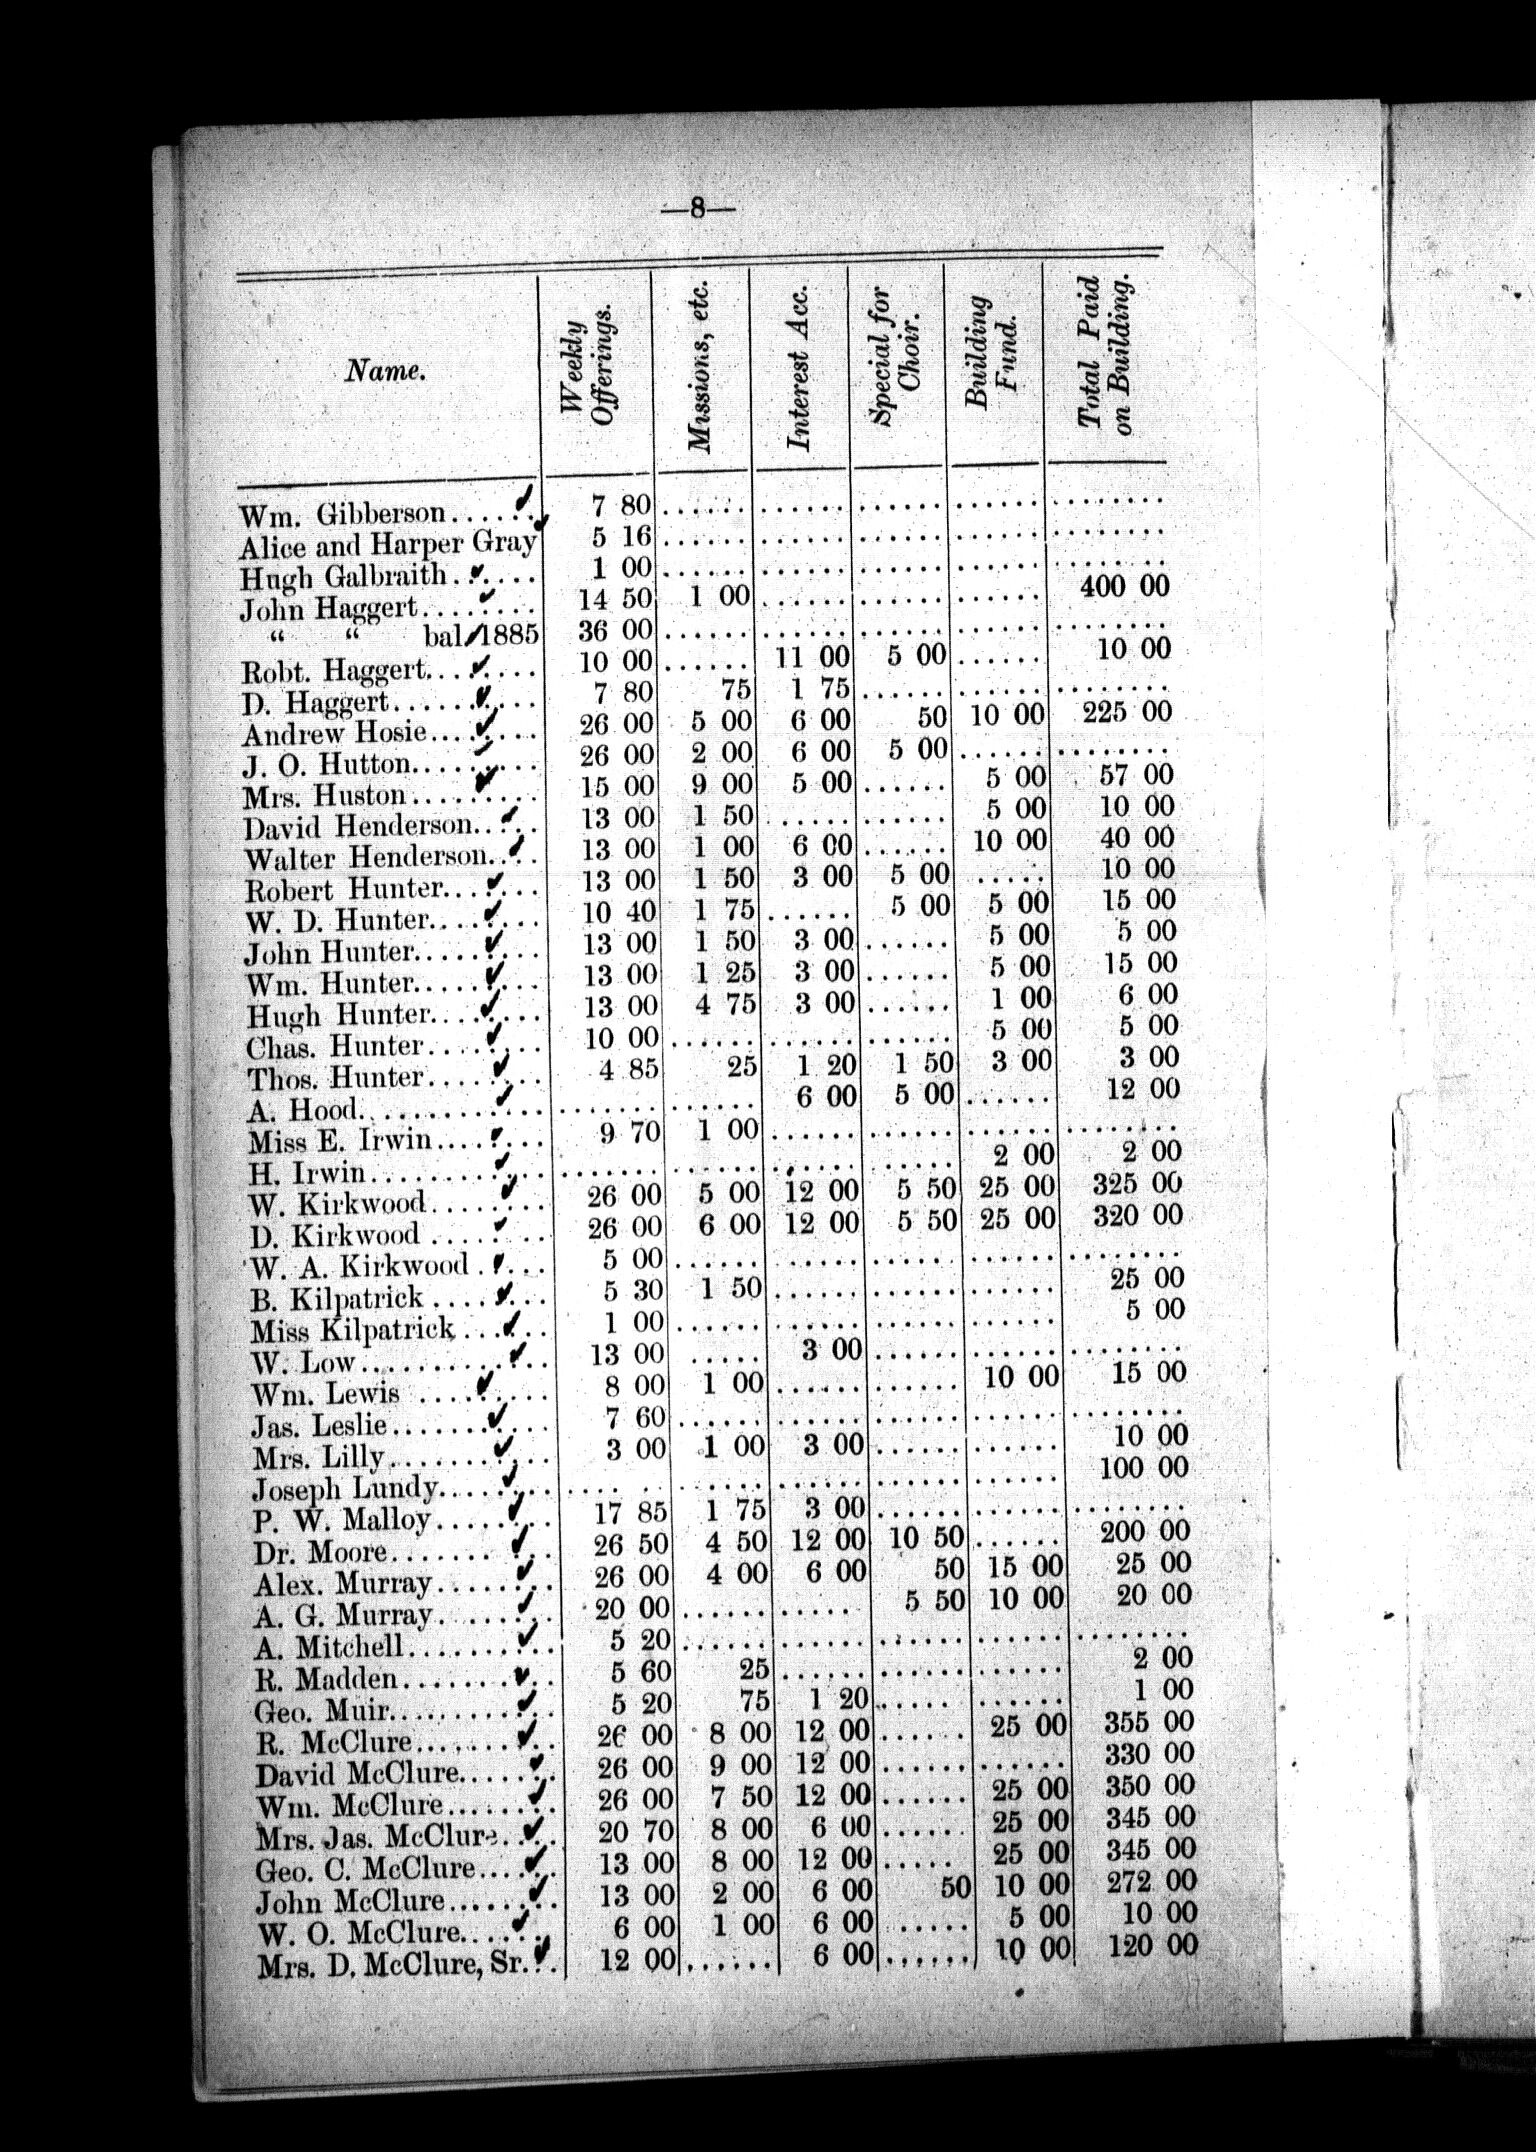 —8—
Name. Weekly Offerings. Missions, etc. Interest Acc. Special for Choir. Building Fund. Total Paid on Building.
Wm. Gibberson...... 7 80 ...... ...... ...... ...... ........
Alice and Harper Gray 5 16 ...... ...... ...... ...... ........
Hugh Galbraith...... 1 00 ...... ...... ...... ...... ........
John Haggert........ 14 50 1 00 ...... ...... ...... 400 00
“ “ bal. 1885 36 00 ...... ...... ...... ...... ........
Robt. Haggert....... 10 00 ...... 11 00 5 00 ...... 10 00
D. Haggert.......... 7 80 75 1 75 ...... ...... ........
Andrew Hosie........ 26 00 5 00 6 00 50 10 00 225 00
J. O. Hutton......... 26 00 2 00 6 00 5 00 ...... ........
Mrs. Huston......... 15 00 9 00 5 00 ...... 5 00 57 00
David Henderson..... 13 00 1 50 ...... ...... 5 00 10 00
Walter Henderson.... 13 00 1 00 6 00 ...... 10 00 40 00
Robert Hunter....... 13 00 1 50 3 00 5 00 ..... 10 00
W. D. Hunter........ 10 40 1 75 ...... 5 00 5 00 15 00
John Hunter......... 13 00 1 50 3 00 ...... 5 00 5 00
Wm. Hunter......... 13 00 1 25 3 00 ...... 5 00 15 00
Hugh Hunter........ 13 00 4 75 3 00 ...... 1 00 6 00
Chas. Hunter........ 10 00 ...... ...... ...... 5 00 5 00
Thos. Hunter........ 4 85 25 1 20 1 50 3 00 3 00
A. Hood............. ....... ...... 6 00 5 00 ...... 12 00
Miss E. Irwin....... 9 70 1 00 ...... ...... ...... ........
H. Irwin............ ....... ...... ...... ...... 2 00 2 00
W. Kirkwood........ 26 00 5 00 12 00 5 50 25 00 325 00
D. Kirkwood ........ 26 00 6 00 12 00 5 50 25 00 320 00
W. A. Kirkwood .... 5 00 ...... ...... ...... ...... ........
B. Kilpatrick ....... 5 30 1 50 ...... ...... ...... 25 00
Miss Kilpatrick...... 1 00 ...... ...... ...... ...... 5 00
W. Low............. 13 00 ..... 3 00 ...... ...... ........
Wm. Lewis ......... 8 00 1 00 ...... ...... 10 00 15 00
Jas. Leslie.......... 7 60 ...... ...... ...... ...... ........
Mrs. Lilly........... 3 00 1 00 3 00 ...... ...... 10 00
Joseph Lundy....... .... .. ...... ...... ...... ...... 100 00
P. W. Malloy........ 17 85 1 75 3 00 ...... ...... ........
Dr. Moore........... 26 50 4 50 12 00 10 50 ...... 200 00
Alex. Murray........ 26 00 4 00 6 00 50 15 00 25 00
A. G. Murray........ 20 00 ...... ..... 5 50 10 00 20 00
A. Mitchell.......... 5 20 ...... ...... ...... ...... ........
R. Madden.......... 5 60 25 ...... ...... ...... 2 00
Geo. Muir........... 5 20 75 1 20 ..... ...... 1 00
R. McClure.......... 26 00 8 00 12 00 ...... 25 00 355 00
David McClure....... 26 00 9 00 12 00 ...... ...... 330 00
Wm. McClure........ 26 00 7 50 12 00 ...... 25 00 350 00
Mrs. Jas. McClure.... 20 70 8 00 6 00 ...... 25 00 345 00
Geo. C. McClure...... 13 00 8 00 12 00 ..... 25 00 345 00
John McClure........ 13 00 2 00 6 00 50 10 00 272 00
W. O. McClure....... 6 00 1 00 6 00 ...... 5 00 10 00
Mrs. D. McClure, Sr... 12 00 ...... 6 00 ...... 10 00 120 00